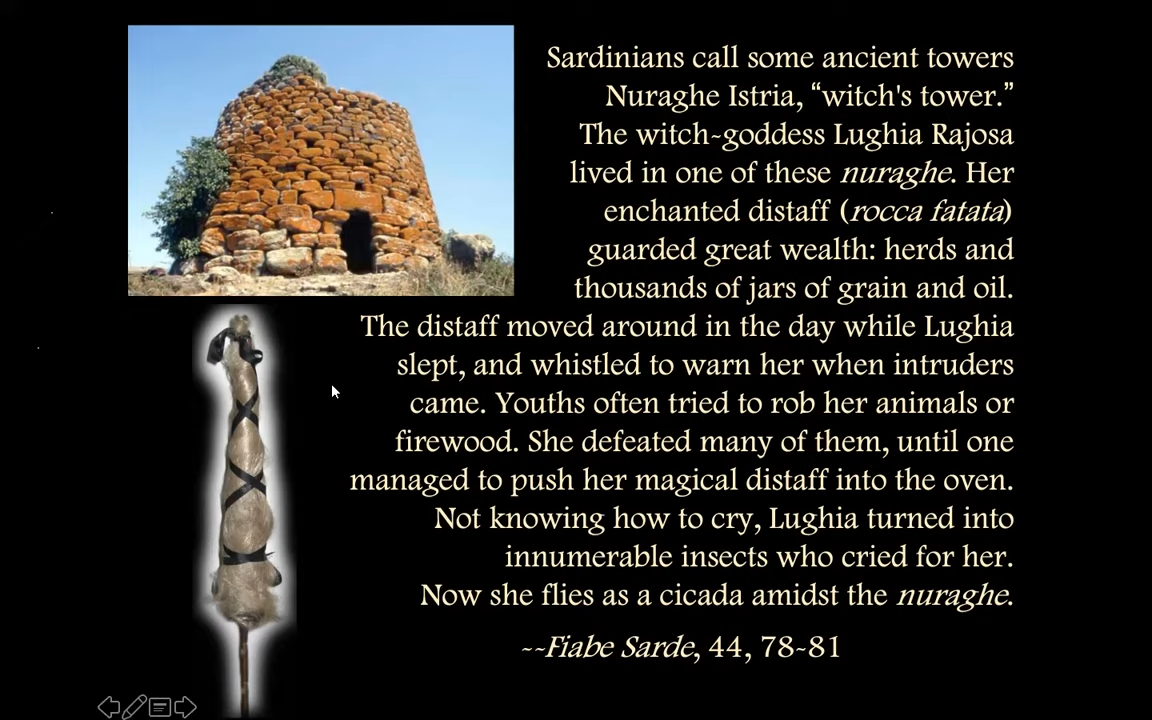 Sardinians call some ancient towers
Nuraghe Istria, “witch's tower.”
The witch-goddess Lughia Rajosa
lived in one of these nuraghe. Her
enchanted distaff (rocca fatata)
guarded great wealth: herds and
thousands of jars of grain and oil.
The distaff moved around in the day while Lughia
slept, and whistled to warn her when intruders
came. Youths often tried to rob her animals or
firewood. She defeated many of them, until one
managed to push her magical distaff into the oven.
Not knowing how to cry, Lughia turned into
innumerable insects who cried for her.
Now she flies as a cicada amidst the nuraghe.
--Fiabe Sarde, 44, 78-81